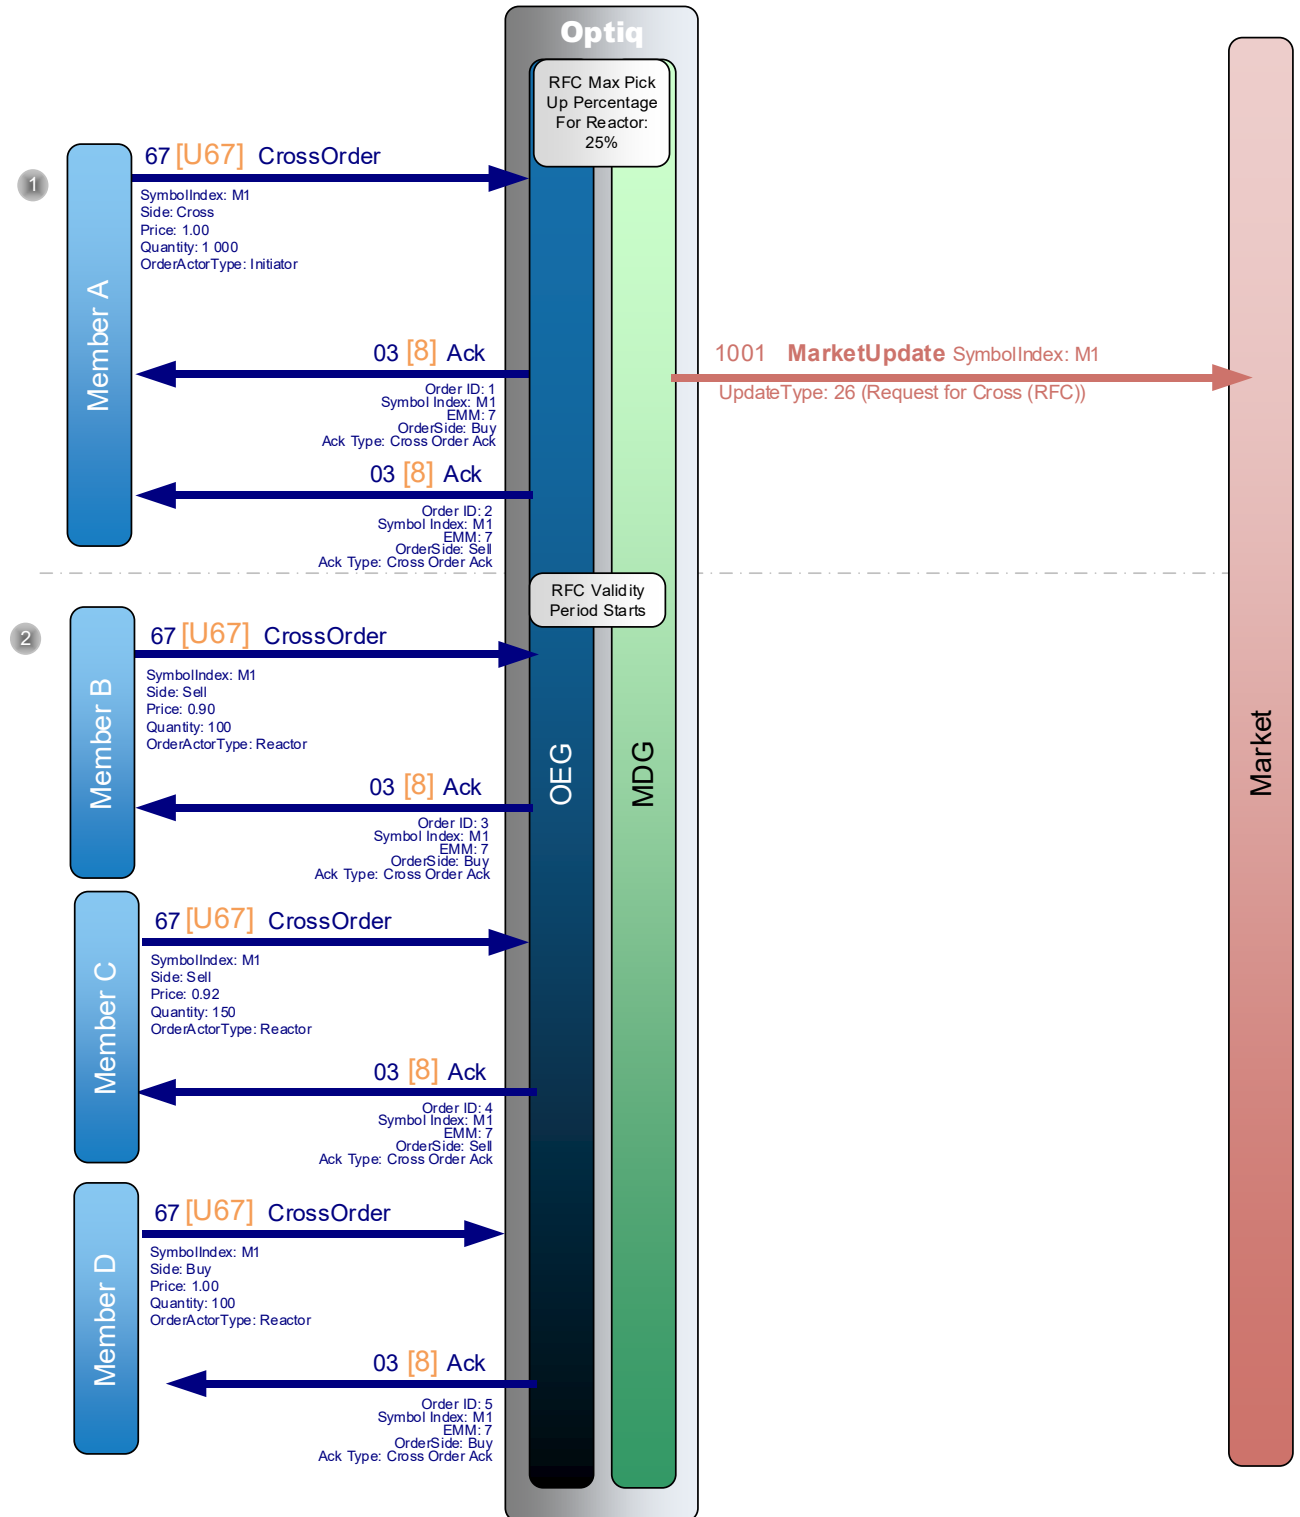 Optiq
RFC Max Pick
Up Percentage
For Reactor:
25%
1
Member A
67 [U67] CrossOrder
SymbolIndex: M1
Side: Cross
Price: 1.00
Quantity: 1 000
OrderActorType: Initiator
03 [8] Ack
Order ID: 1
Symbol Index: M1
EMM: 7
OrderSide: Buy
Ack Type: Cross Order Ack
1001 MarketUpdate SymbolIndex: M1
UpdateType: 26 (Request for Cross (RFC))
03 [8] Ack
Order ID: 2
Symbol Index: M1
EMM: 7
OrderSide: Sell
Ack Type: Cross Order Ack
RFC Validity
Period Starts
2
Member B
67 [U67] CrossOrder
SymbolIndex: M1
Side: Sell
Price: 0.90
Quantity: 100
OrderActorType: Reactor
03 [8] Ack
Order ID: 3
Symbol Index: M1
EMM: 7
OrderSide: Buy
Ack Type: Cross Order Ack
OEG
MDG
Market
Member C
67 [U67] CrossOrder
SymbolIndex: M1
Side: Sell
Price: 0.92
Quantity: 150
OrderActorType: Reactor
03 [8] Ack
Order ID: 4
Symbol Index: M1
EMM: 7
OrderSide: Sell
Ack Type: Cross Order Ack
Member D
67 [U67] CrossOrder
SymbolIndex: M1
Side: Buy
Price: 1.00
Quantity: 100
OrderActorType: Reactor
03 [8] Ack
Order ID: 5
Symbol Index: M1
EMM: 7
OrderSide: Buy
Ack Type: Cross Order Ack